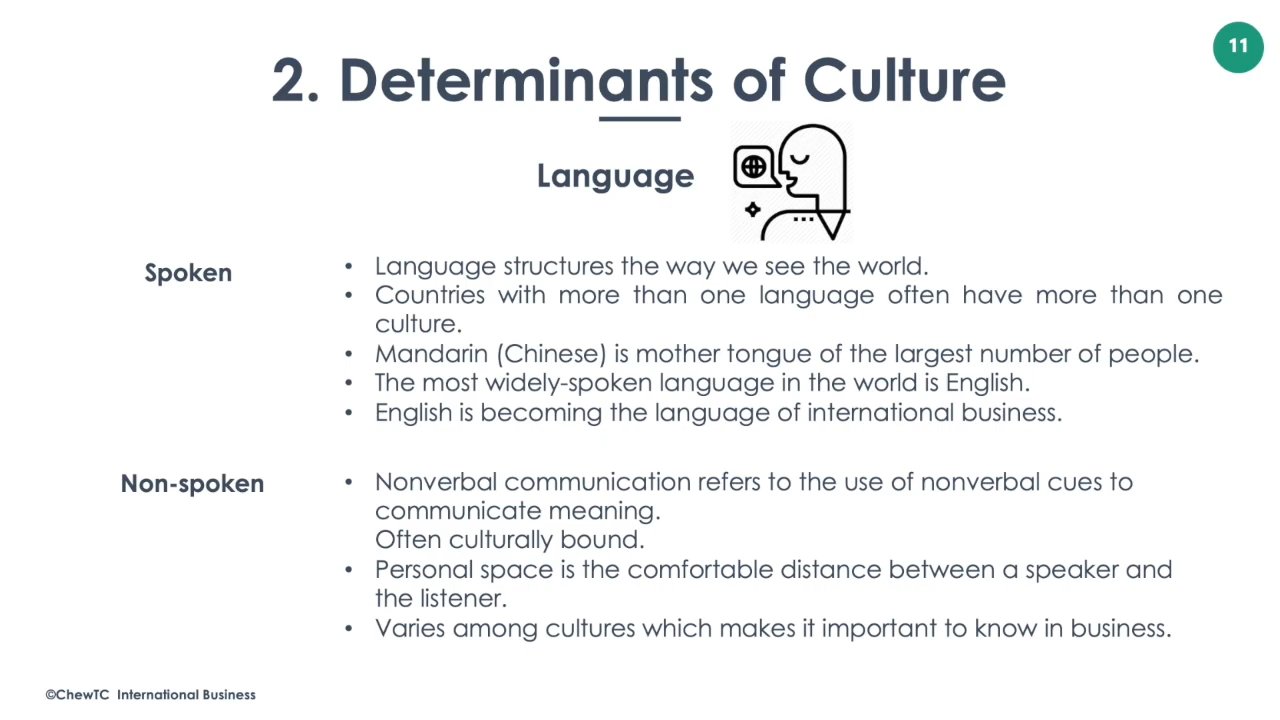 11
2. Determinants of Culture
Language
Spoken
• Language structures the way we see the world.
• Countries with more than one language often have more than one
culture.
• Mandarin (Chinese) is mother tongue of the largest number of people.
• The most widely-spoken language in the world is English.
• English is becoming the language of international business.
Non-spoken
• Nonverbal communication refers to the use of nonverbal cues to
communicate meaning.
Often culturally bound.
• Personal space is the comfortable distance between a speaker and
the listener.
• Varies among cultures which makes it important to know in business.
©ChewTC International Business